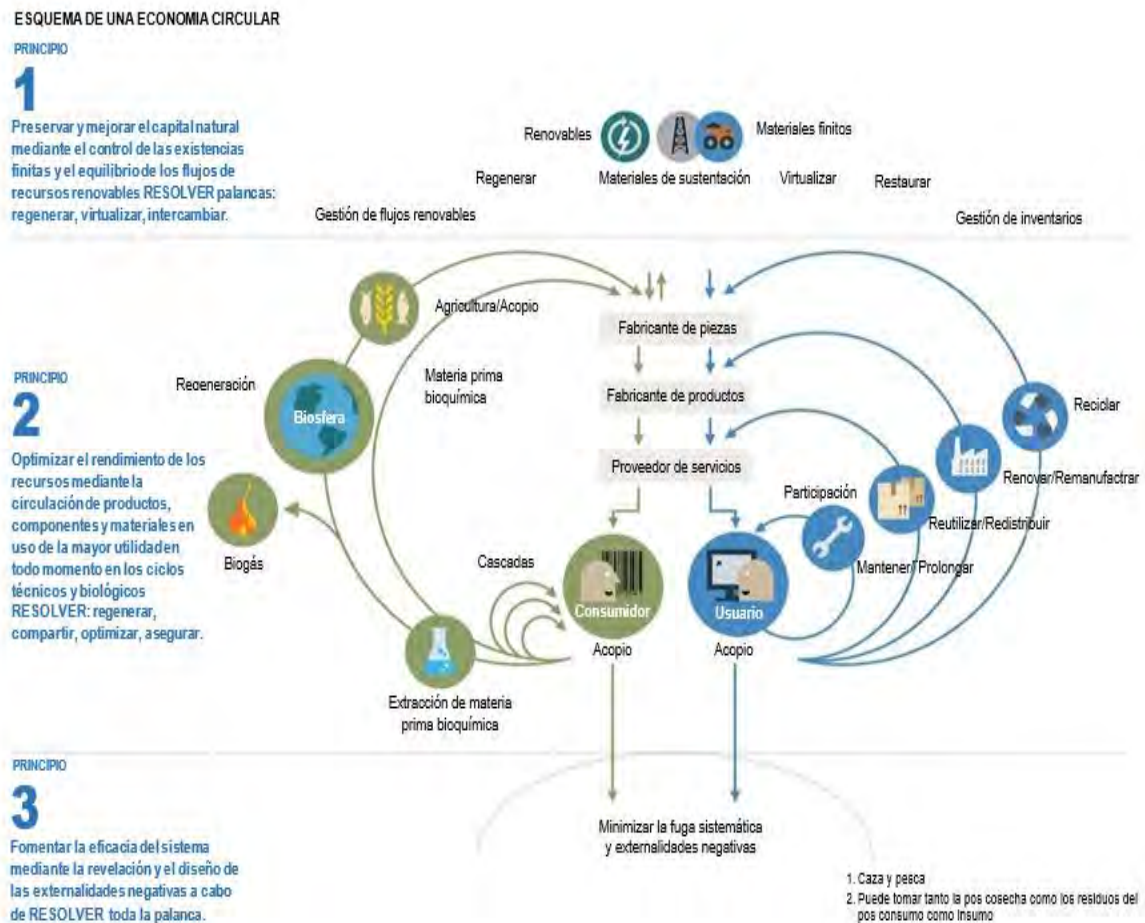 ESQUEMA DE UNA ECONOMIA CIRCULAR
PRINCIPIO
1
Preservar y mejorar el capital natural
mediante el control de las existencias
finitas y el equilibrio de los flujos de
recursos renovables RESOLVER palancas:
regenerar, virtualizar, intercambiar.
Renovables
Materiales finitos
Regenerar
Materiales de sustentación
Virtualizar
Restaurar
Gestión de flujos renovables
Gestión de inventarios
PRINCIPIO
2
Optimizar el rendimiento de los
recursos mediante la
circulación de productos,
componentes y materiales en
uso de la mayor utilidad en
todo momento en los ciclos
técnicos y biológicos
RESOLVER: regenerar,
compartir, optimizar, asegurar.
Agricultura/Acopio
Regeneración
Biosfera
Materia prima
bioquímica
Biogás
Cascadas
Extracción de materia
prima bioquímica
Fabricante de piezas
Fabricante de productos
Proveedor de servicios
Consumidor
Acopio
Usuario
Acopio
Participación
Mantener/Prolongar
Reutilizar/Redistribuir
Renovar/Remanufactrar
Reciclar
PRINCIPIO
3
Fomentar la eficacia del sistema
mediante la revelación y el diseño de
las externalidades negativas a cabo
de RESOLVER toda la palanca.
Minimizar la fuga sistemática
y externalidades negativas
1. Caza y pesca
2. Puede tomar tanto la pos cosecha como los residuos del
pos consumo como insumo